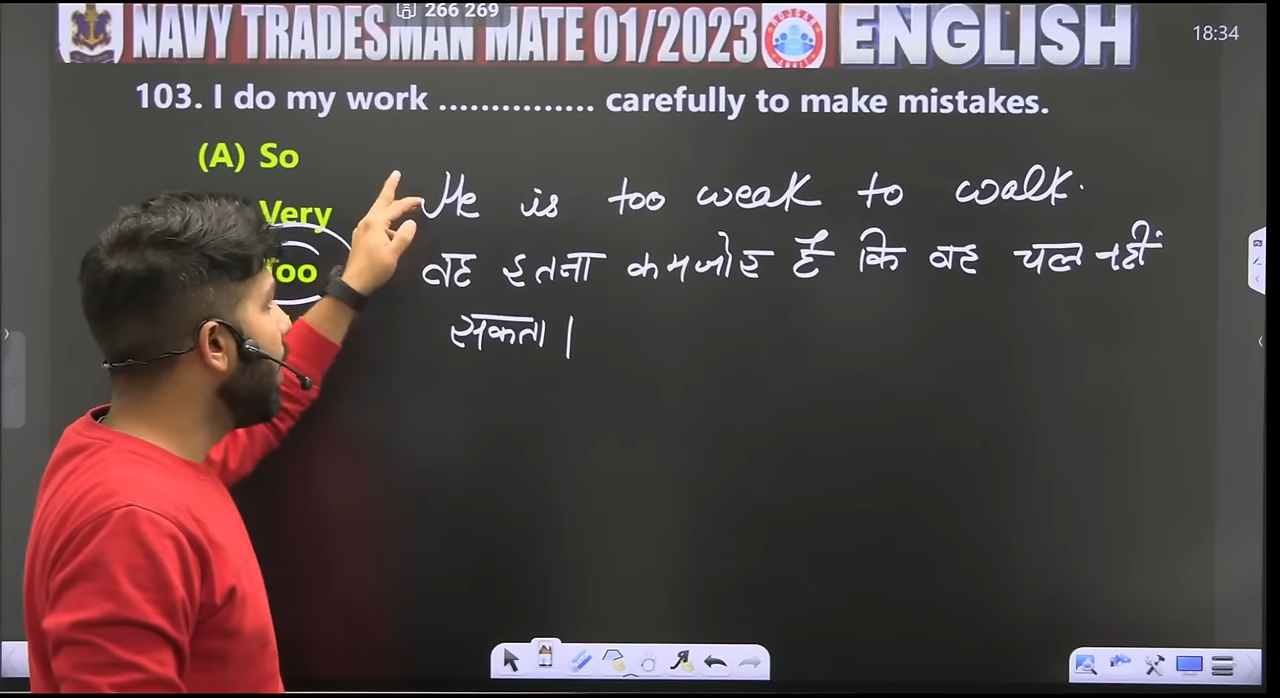 266 269
NAVY TRADESMAN MATE 01/2023 ENGLISH
18:34
103. I do my work ............... carefully to make mistakes.
(A) So
Very
Too
He is too weak to walk.
वह इतना कमजोर है कि वह चल नहीं
सकता।